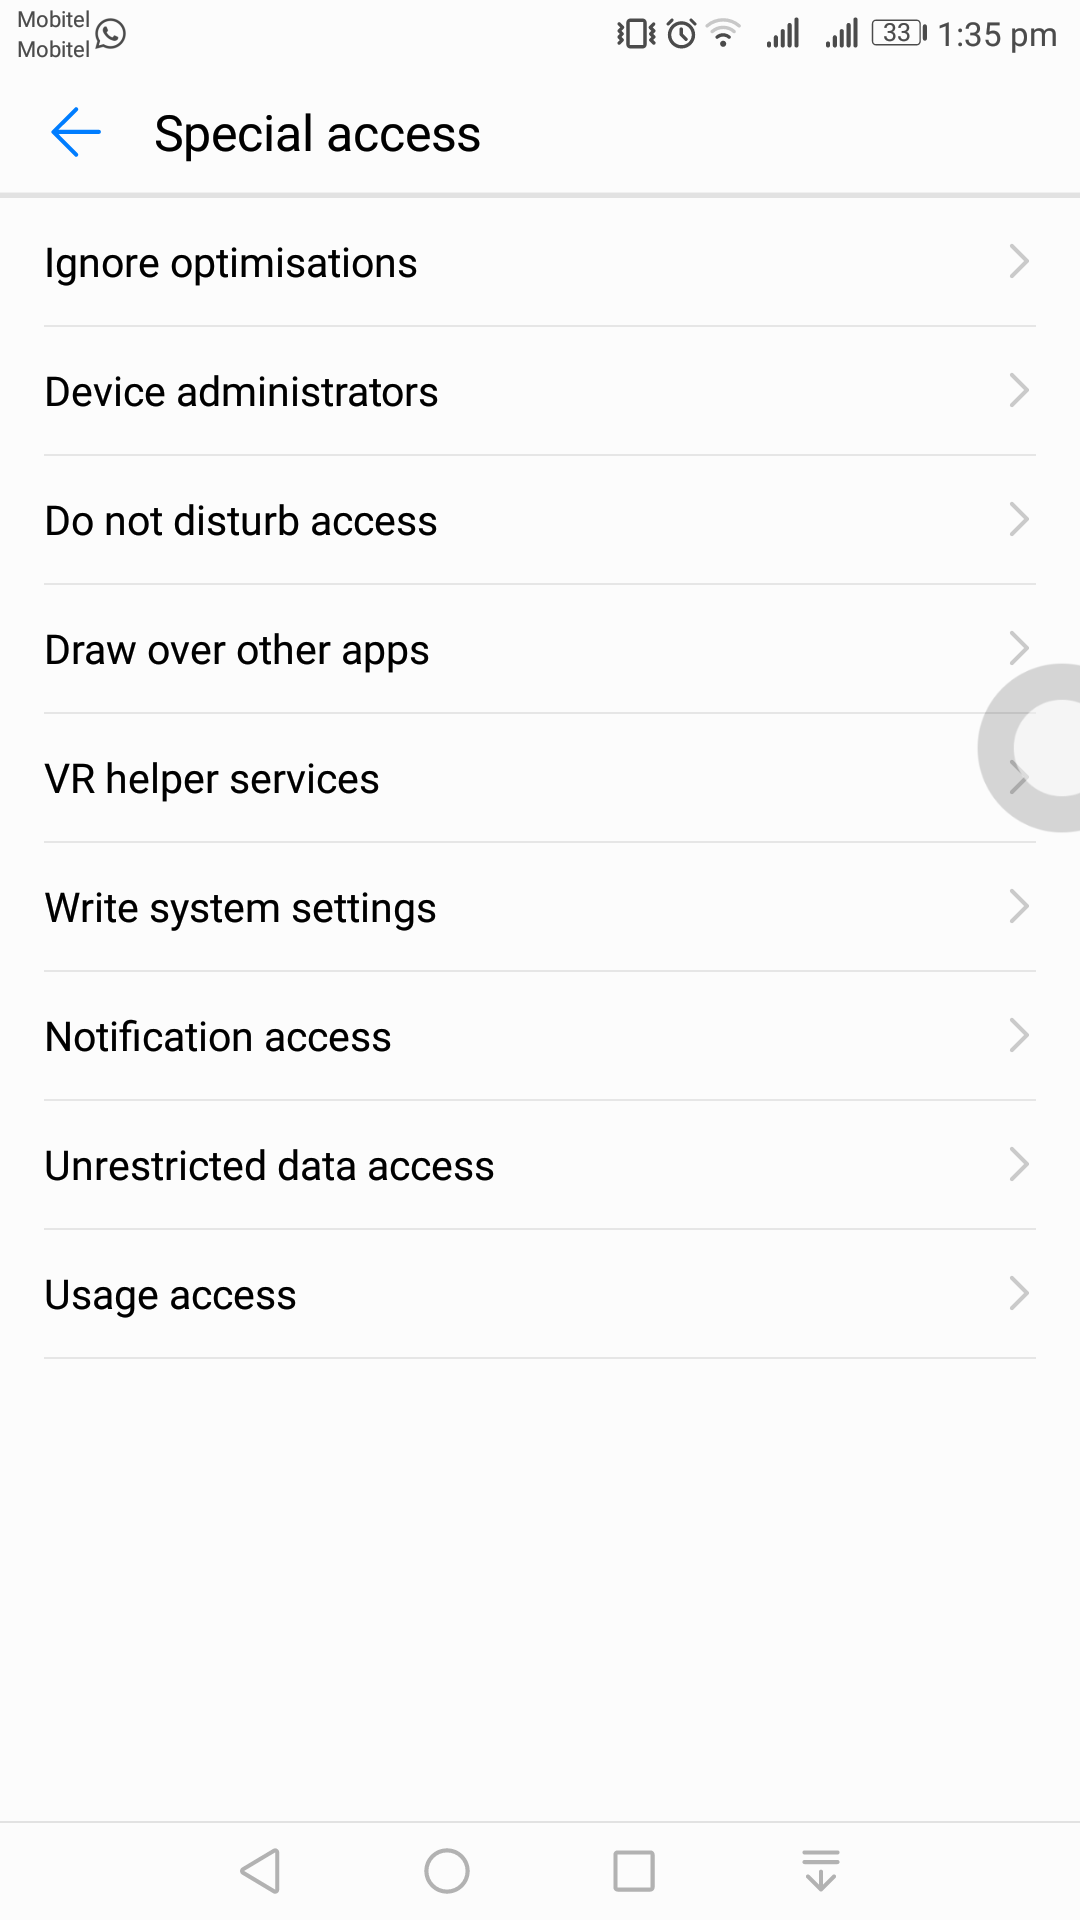 Mobitel
Mobitel
33 1:35 pm
Special access
Ignore optimisations
Device administrators
Do not disturb access
Draw over other apps
VR helper services
Write system settings
Notification access
Unrestricted data access
Usage access